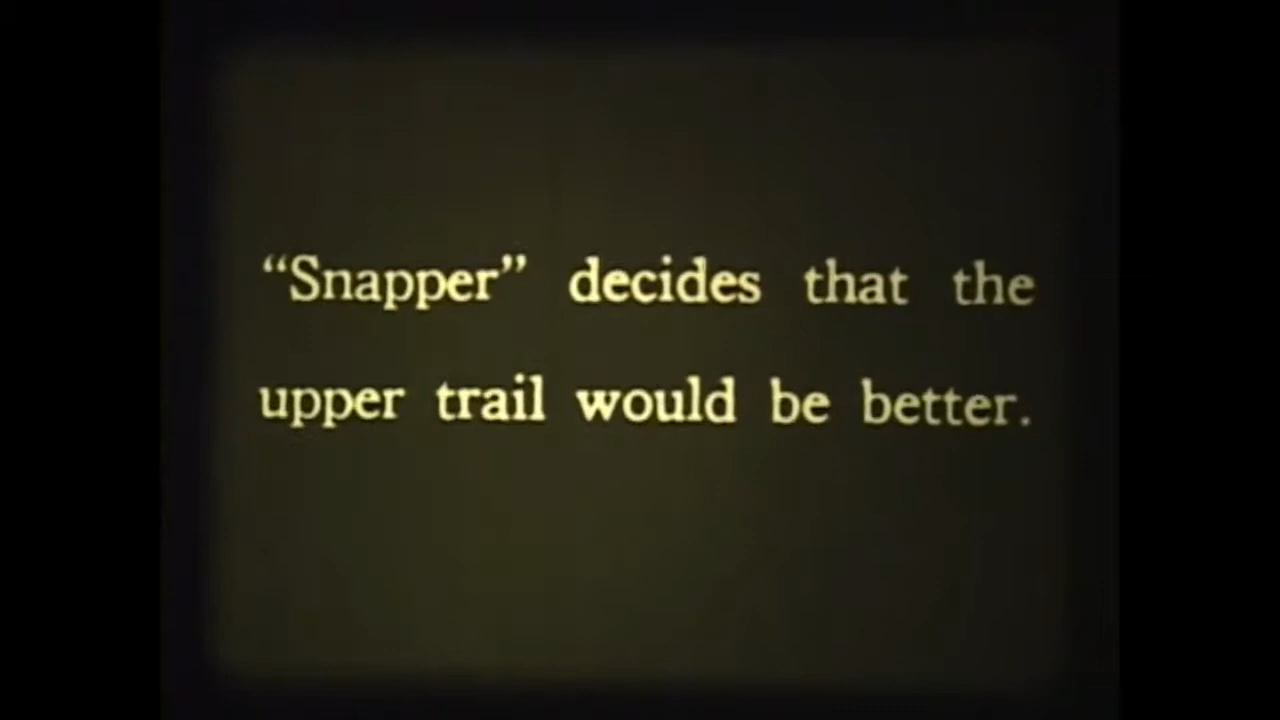 “Snapper” decides that the
upper trail would be better.